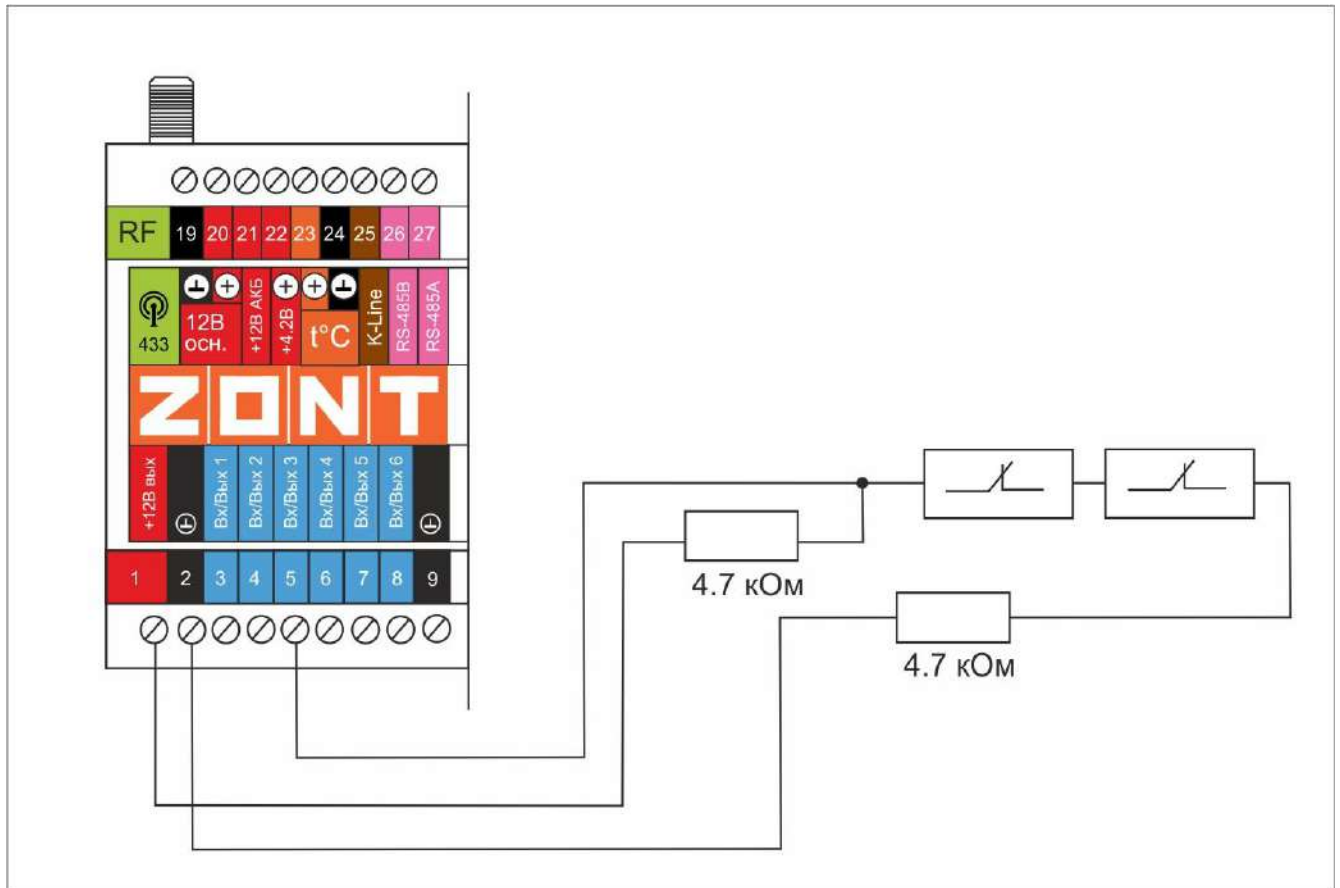 RF 19 20 21 22 23 24 25 26 27
433
12В
осн.
+12В АКБ
+4.2В
t°C
K-Line
RS-485B
RS-485A
ZONT
+12В вых
Вх/Вых 1
Вх/Вых 2
Вх/Вых 3
Вх/Вых 4
Вх/Вых 5
Вх/Вых 6
1 2 3 4 5 6 7 8 9
4.7 кОм
4.7 кОм